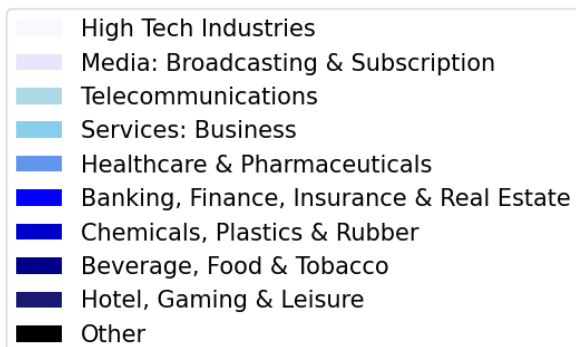 High Tech Industries
Media: Broadcasting & Subscription
Telecommunications
Services: Business
Healthcare & Pharmaceuticals
Banking, Finance, Insurance & Real Estate
Chemicals, Plastics & Rubber
Beverage, Food & Tobacco
Hotel, Gaming & Leisure
Other